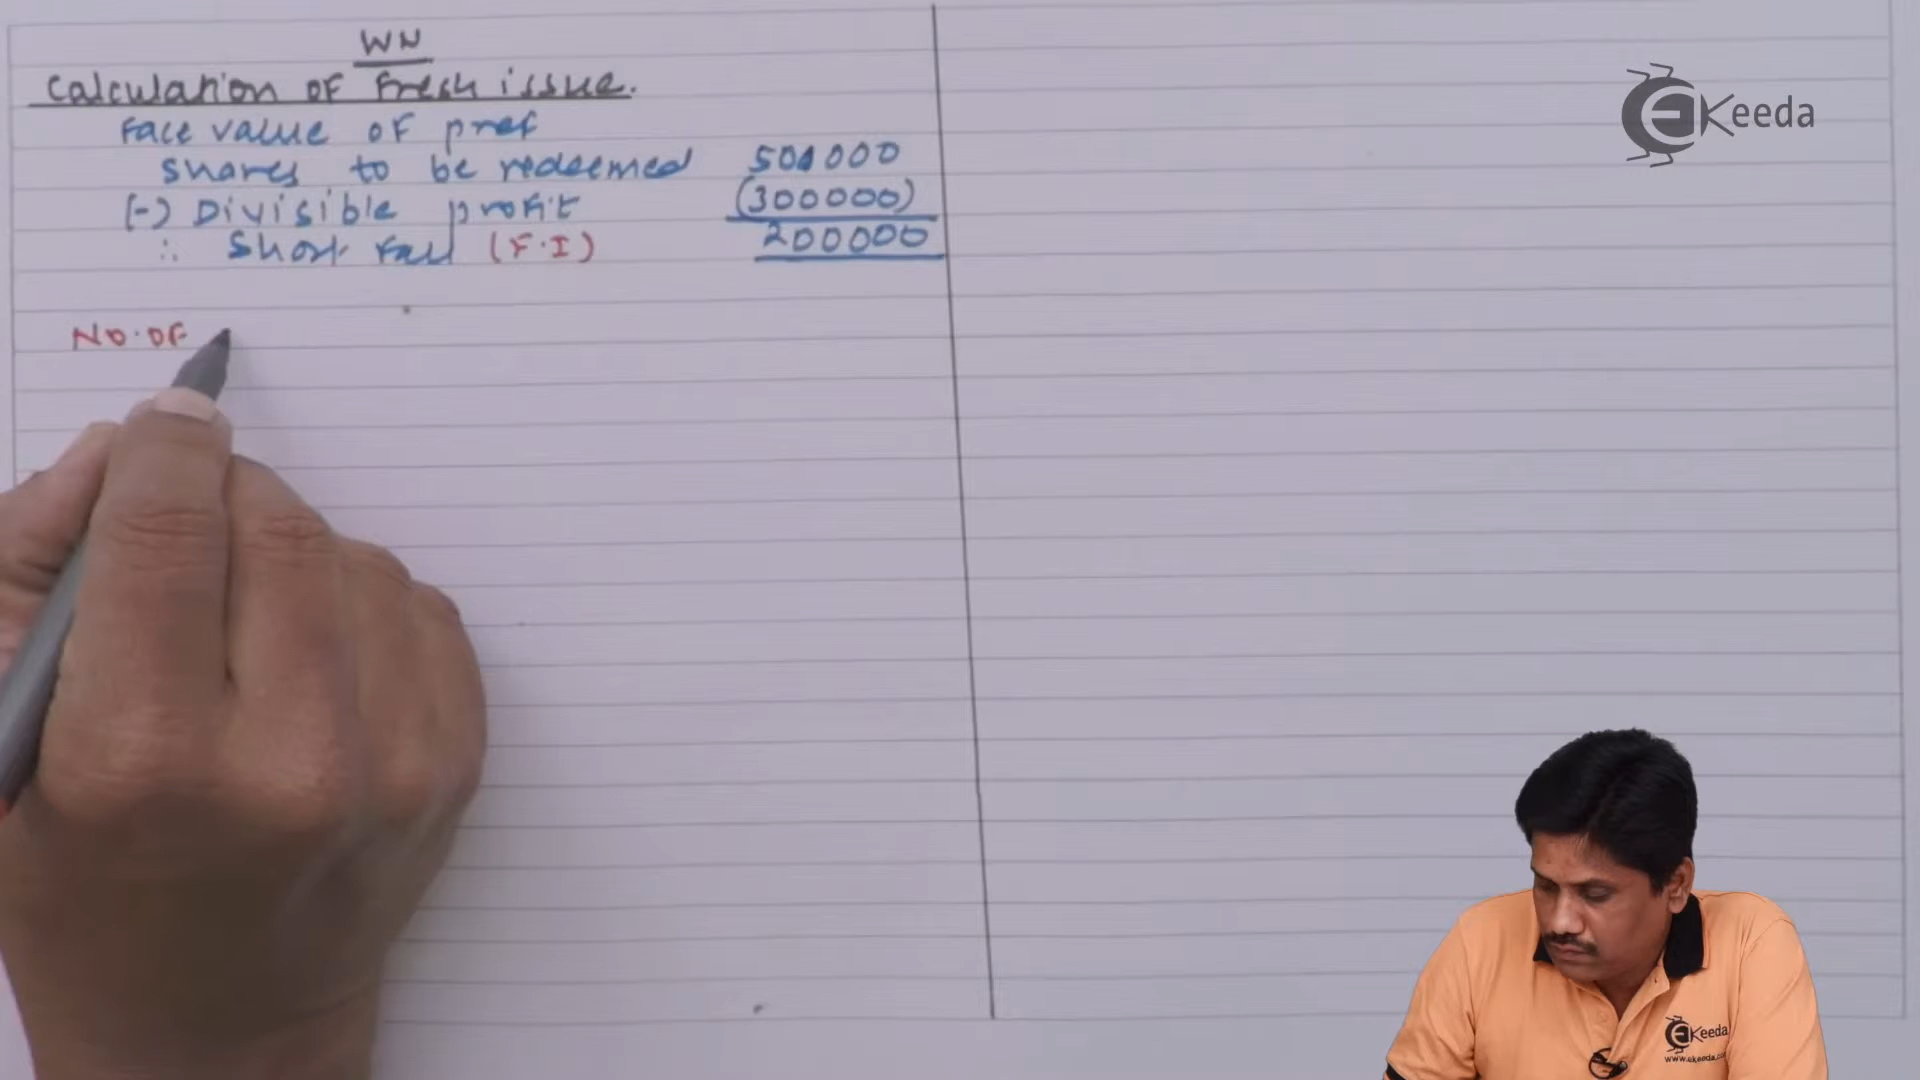 WN
Calculation OF Fresh issue.
Face value OF pref
shares to be redeemed 500000
(-) Divisible profit (300000)
∴ Short Fall (F.I) 200000
NO. OF
EKeeda
EKeeda